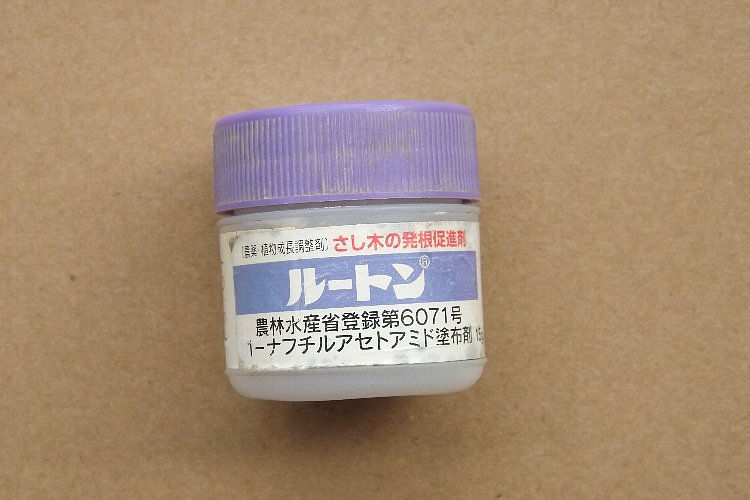 (農薬・植物成長調整剤) さし木の発根促進剤
ルートン®
農林水産省登録第6071号
1-ナフチルアセトアミド塗布剤 15g